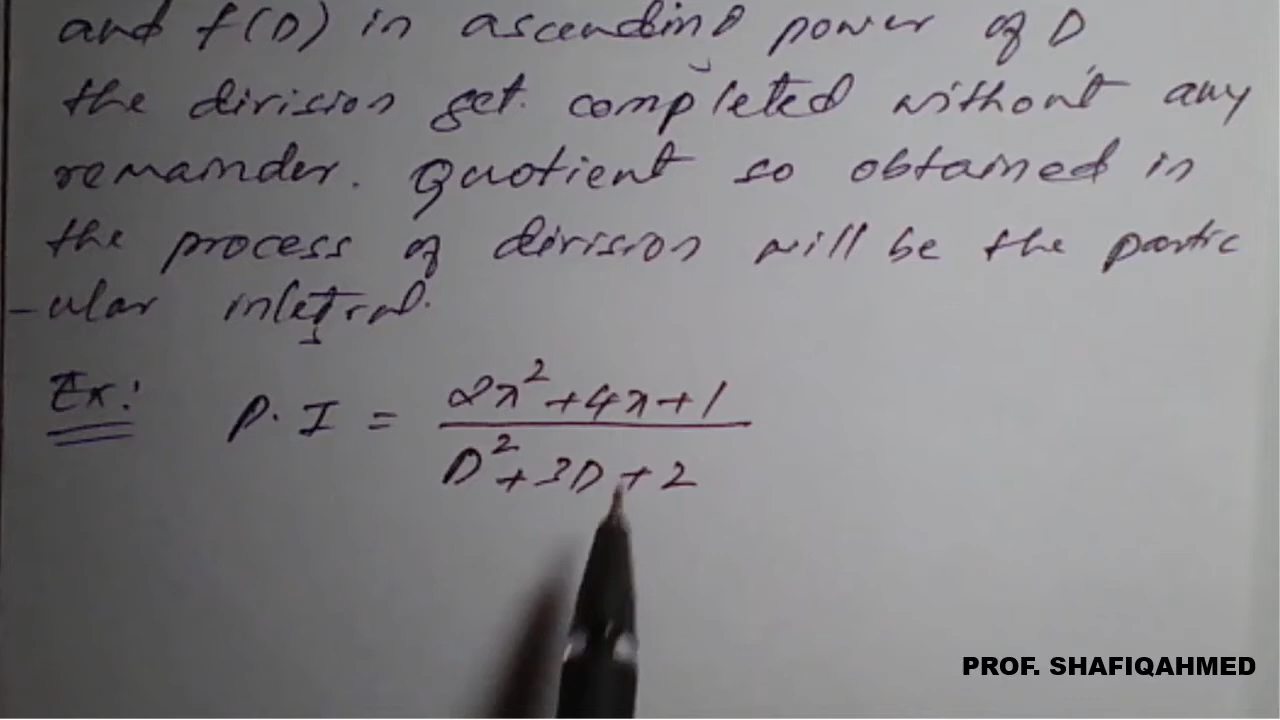 and f(D) in ascending power of D
the division get completed without any
remainder. Quotient so obtained in
the process of division will be the partic
-ular integral.
Ex: P.I = 2x²+4x+1
D²+3D+2
PROF. SHAFIQAHMED